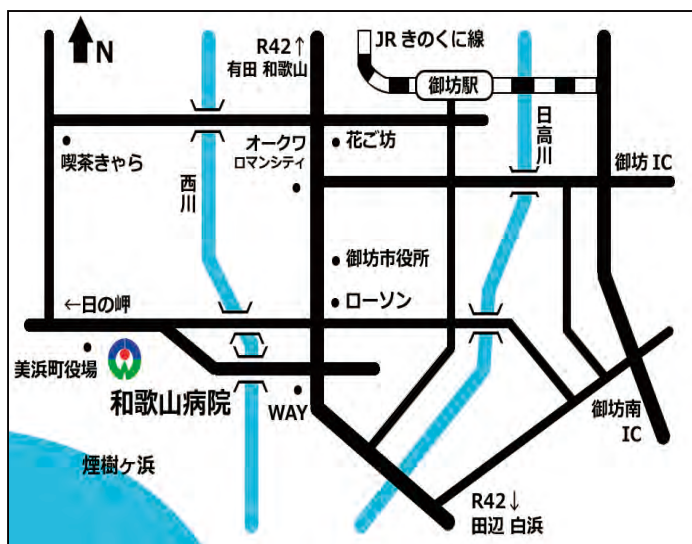 N
R42↑
有田 和歌山
JR きのくに線
御坊駅
日高川
喫茶きゃら
オークワ
ロマンシティ
花ご坊
御坊 IC
西川
御坊市役所
←日の岬
ローソン
美浜町役場
和歌山病院
WAY
御坊南
IC
煙樹ヶ浜
R42↓
田辺 白浜